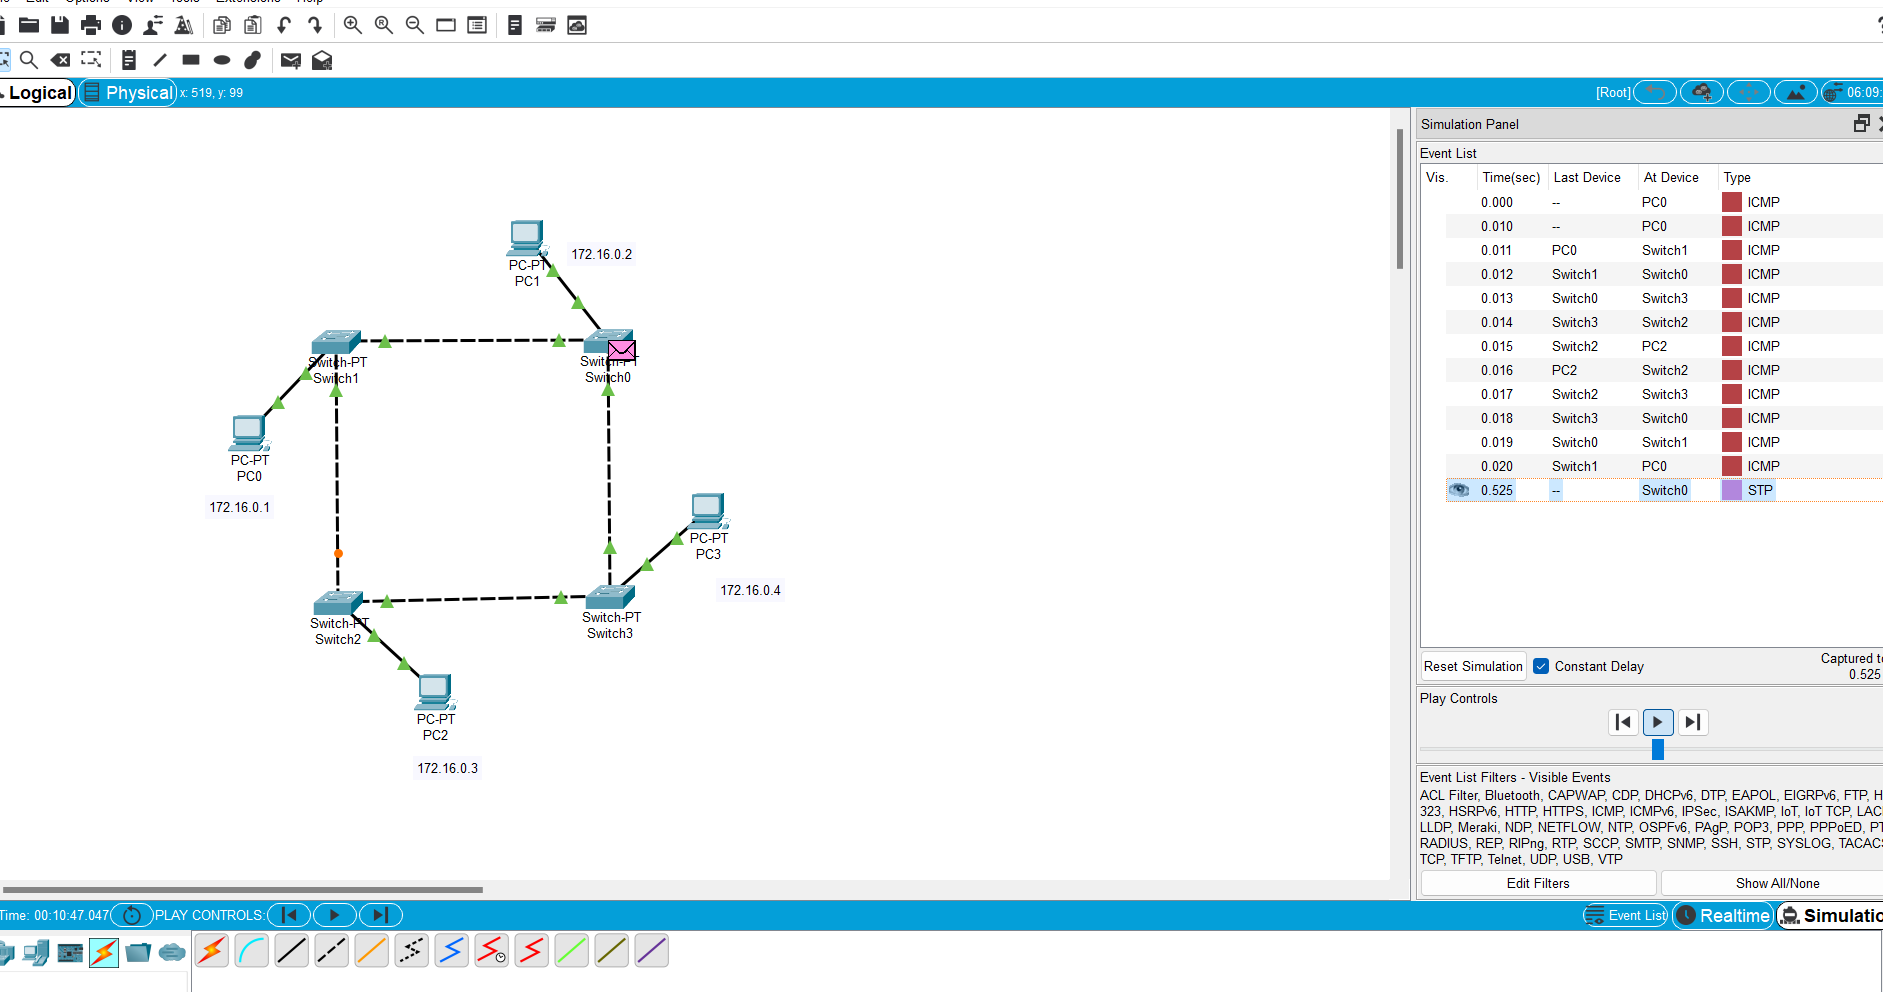 Edit Options View Tools Extensions Help
Logical
Physical
x: 519, y: 99
[Root]
06:09:
Simulation Panel
Event List
Vis. Time(sec) Last Device At Device Type
0.000 -- PC0 ICMP
0.010 -- PC0 ICMP
0.011 PC0 Switch1 ICMP
0.012 Switch1 Switch0 ICMP
0.013 Switch0 Switch3 ICMP
0.014 Switch3 Switch2 ICMP
0.015 Switch2 PC2 ICMP
0.016 PC2 Switch2 ICMP
0.017 Switch2 Switch3 ICMP
0.018 Switch3 Switch0 ICMP
0.019 Switch0 Switch1 ICMP
0.020 Switch1 PC0 ICMP
0.525 -- Switch0 STP
PC-PT
PC1
172.16.0.2
Switch-PT
Switch1
Switch-PT
Switch0
PC-PT
PC0
172.16.0.1
PC-PT
PC3
172.16.0.4
Switch-PT
Switch2
Switch-PT
Switch3
PC-PT
PC2
172.16.0.3
Reset Simulation
Constant Delay
Captured to
0.525
Play Controls
Event List Filters - Visible Events
ACL Filter, Bluetooth, CAPWAP, CDP, DHCPv6, DTP, EAPOL, EIGRPv6, FTP, H
323, HSRPv6, HTTP, HTTPS, ICMP, ICMPv6, IPSec, ISAKMP, IoT, IoT TCP, LAC
LLDP, Meraki, NDP, NETFLOW, NTP, OSPFv6, PAgP, POP3, PPP, PPPoED, PT
RADIUS, REP, RIPng, RTP, SCCP, SMTP, SNMP, SSH, STP, SYSLOG, TACACS
TCP, TFTP, Telnet, UDP, USB, VTP
Edit Filters
Show All/None
Time: 00:10:47.047
PLAY CONTROLS:
Event List
Realtime
Simulatio